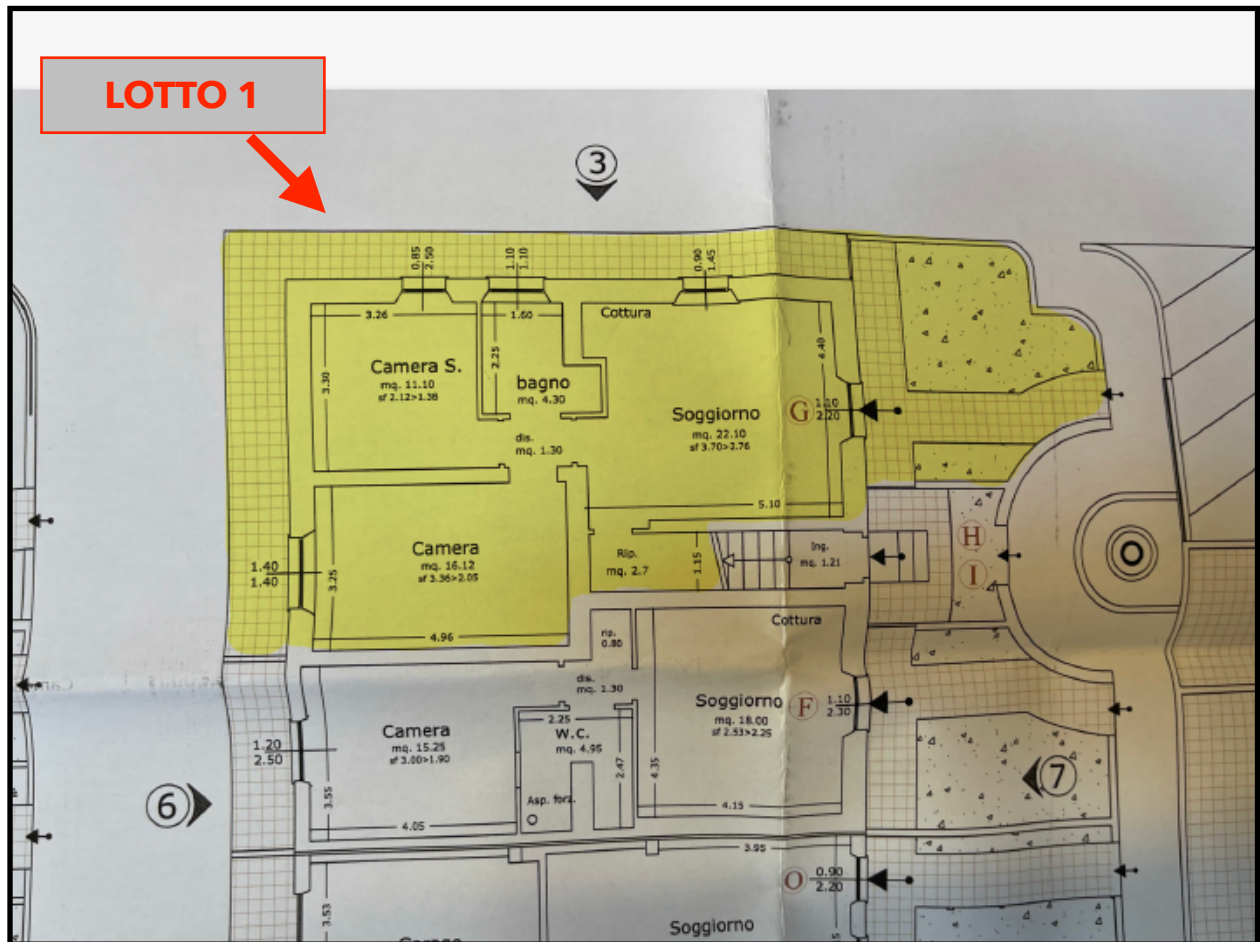 LOTTO 1
3
0.85
2.50
1.10
1.10
0.90
1.45
3.26
1.60
Cottura
3.30
2.25
4.40
Camera S.
mq. 11.10
sf 2.12>1.38
bagno
mq. 4.30
Soggiorno
mq. 22.10
sf 3.70>2.76
G
1.10
2.20
dis.
mq. 1.30
5.10
Camera
mq. 16.12
sf 3.36>2.05
1.40
1.40
3.25
4.96
Rip.
mq. 2.7
1.15
Ing.
mq. 1.21
H
I
rip.
0.80
Cottura
dis.
mq. 1.30
Soggiorno
mq. 18.00
sf 2.53>2.25
F
1.10
2.30
Camera
mq. 15.25
sf 3.00>1.90
2.25
W.C.
mq. 4.95
2.47
4.35
1.20
2.50
3.55
Asp. forz.
4.05
4.15
6
7
3.95
O
0.90
2.20
3.53
Soggiorno